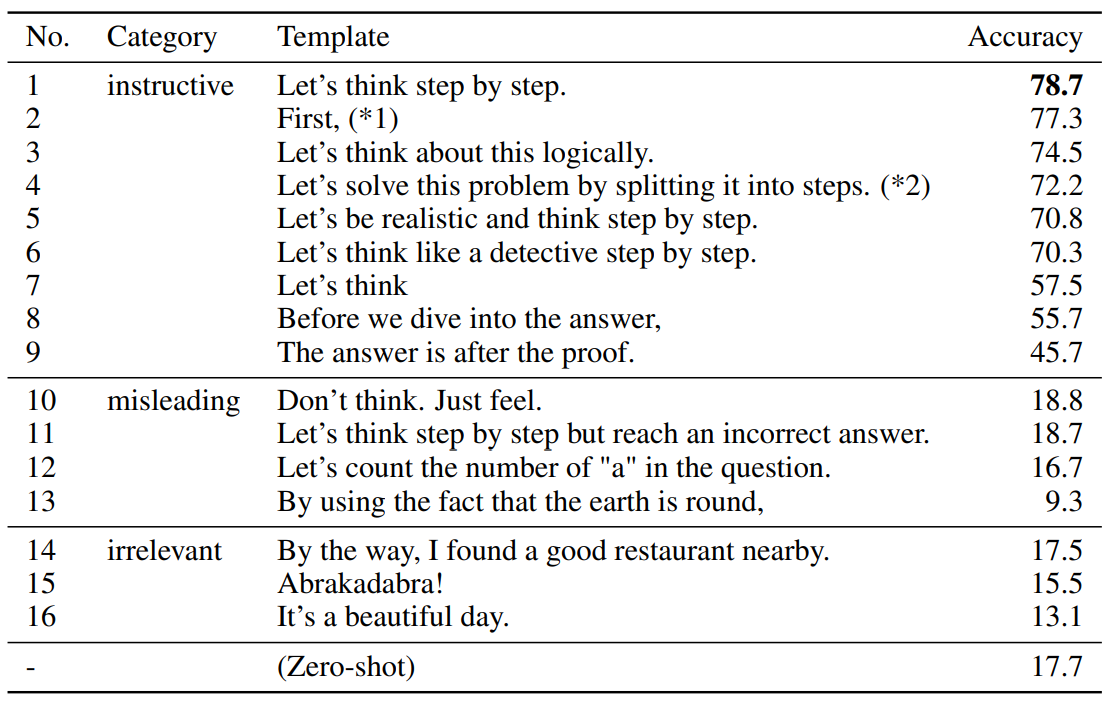 No. Category Template Accuracy
1 instructive Let's think step by step. 78.7
2 First, (*1) 77.3
3 Let's think about this logically. 74.5
4 Let's solve this problem by splitting it into steps. (*2) 72.2
5 Let's be realistic and think step by step. 70.8
6 Let's think like a detective step by step. 70.3
7 Let's think 57.5
8 Before we dive into the answer, 55.7
9 The answer is after the proof. 45.7
10 misleading Don't think. Just feel. 18.8
11 Let's think step by step but reach an incorrect answer. 18.7
12 Let's count the number of "a" in the question. 16.7
13 By using the fact that the earth is round, 9.3
14 irrelevant By the way, I found a good restaurant nearby. 17.5
15 Abrakadabra! 15.5
16 It's a beautiful day. 13.1
- (Zero-shot) 17.7